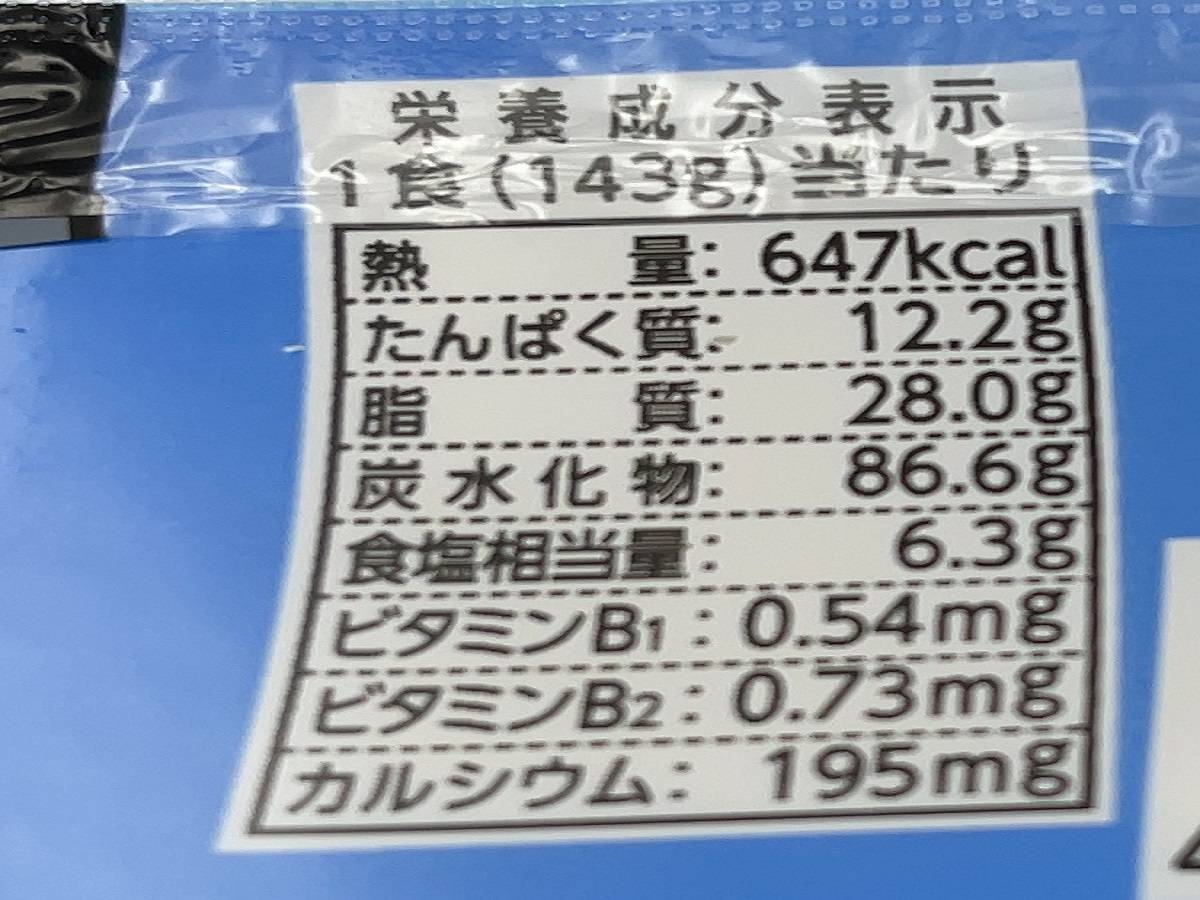 栄養成分表示
1食(143g)当たり
熱量: 647kcal
たんぱく質: 12.2g
脂質: 28.0g
炭水化物: 86.6g
食塩相当量: 6.3g
ビタミンB1: 0.54mg
ビタミンB2: 0.73mg
カルシウム: 195mg